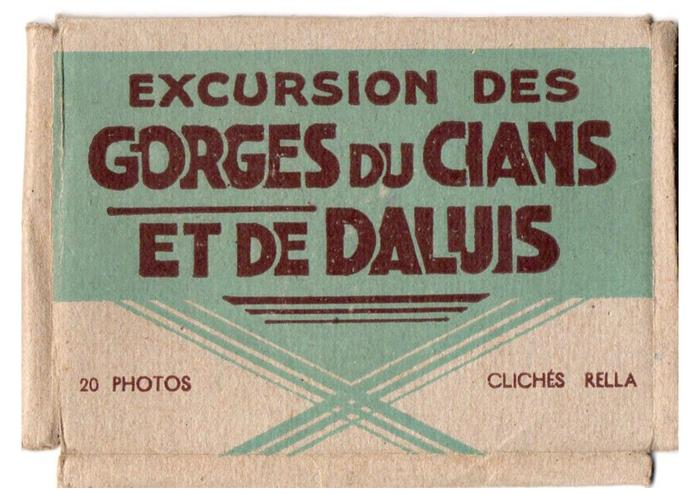 EXCURSION DES
GORGES DU CIANS
ET DE DALUIS
20 PHOTOS
CLICHÉS RELLA